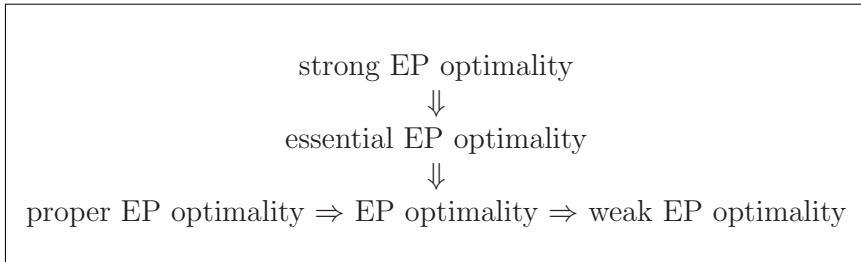 strong EP optimality
⇓
essential EP optimality
⇓
proper EP optimality ⇒ EP optimality ⇒ weak EP optimality